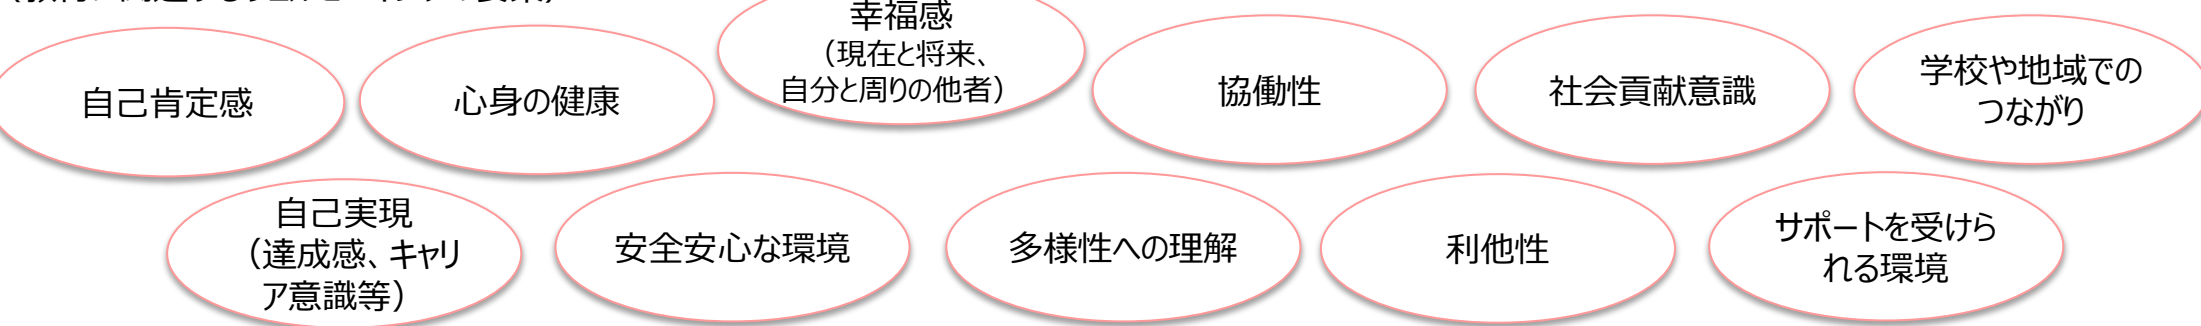 自己肯定感
心身の健康
幸福感
（現在と将来、
自分と周りの他者）
協働性
社会貢献意識
学校や地域での
つながり
自己実現
（達成感、キャリ
ア意識等）
安全安心な環境
多様性への理解
利他性
サポートを受けら
れる環境